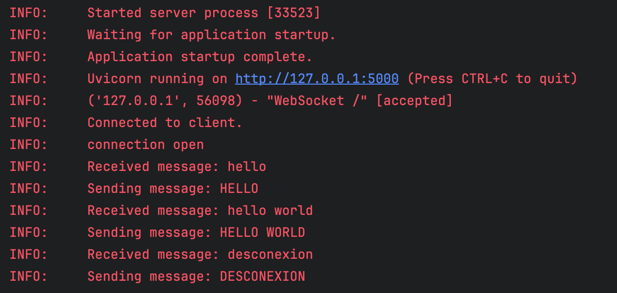 INFO:     Started server process [33523]
INFO:     Waiting for application startup.
INFO:     Application startup complete.
INFO:     Uvicorn running on http://127.0.0.1:5000 (Press CTRL+C to quit)
INFO:     ('127.0.0.1', 56098) - "WebSocket /" [accepted]
INFO:     Connected to client.
INFO:     connection open
INFO:     Received message: hello
INFO:     Sending message: HELLO
INFO:     Received message: hello world
INFO:     Sending message: HELLO WORLD
INFO:     Received message: desconexion
INFO:     Sending message: DESCONEXION